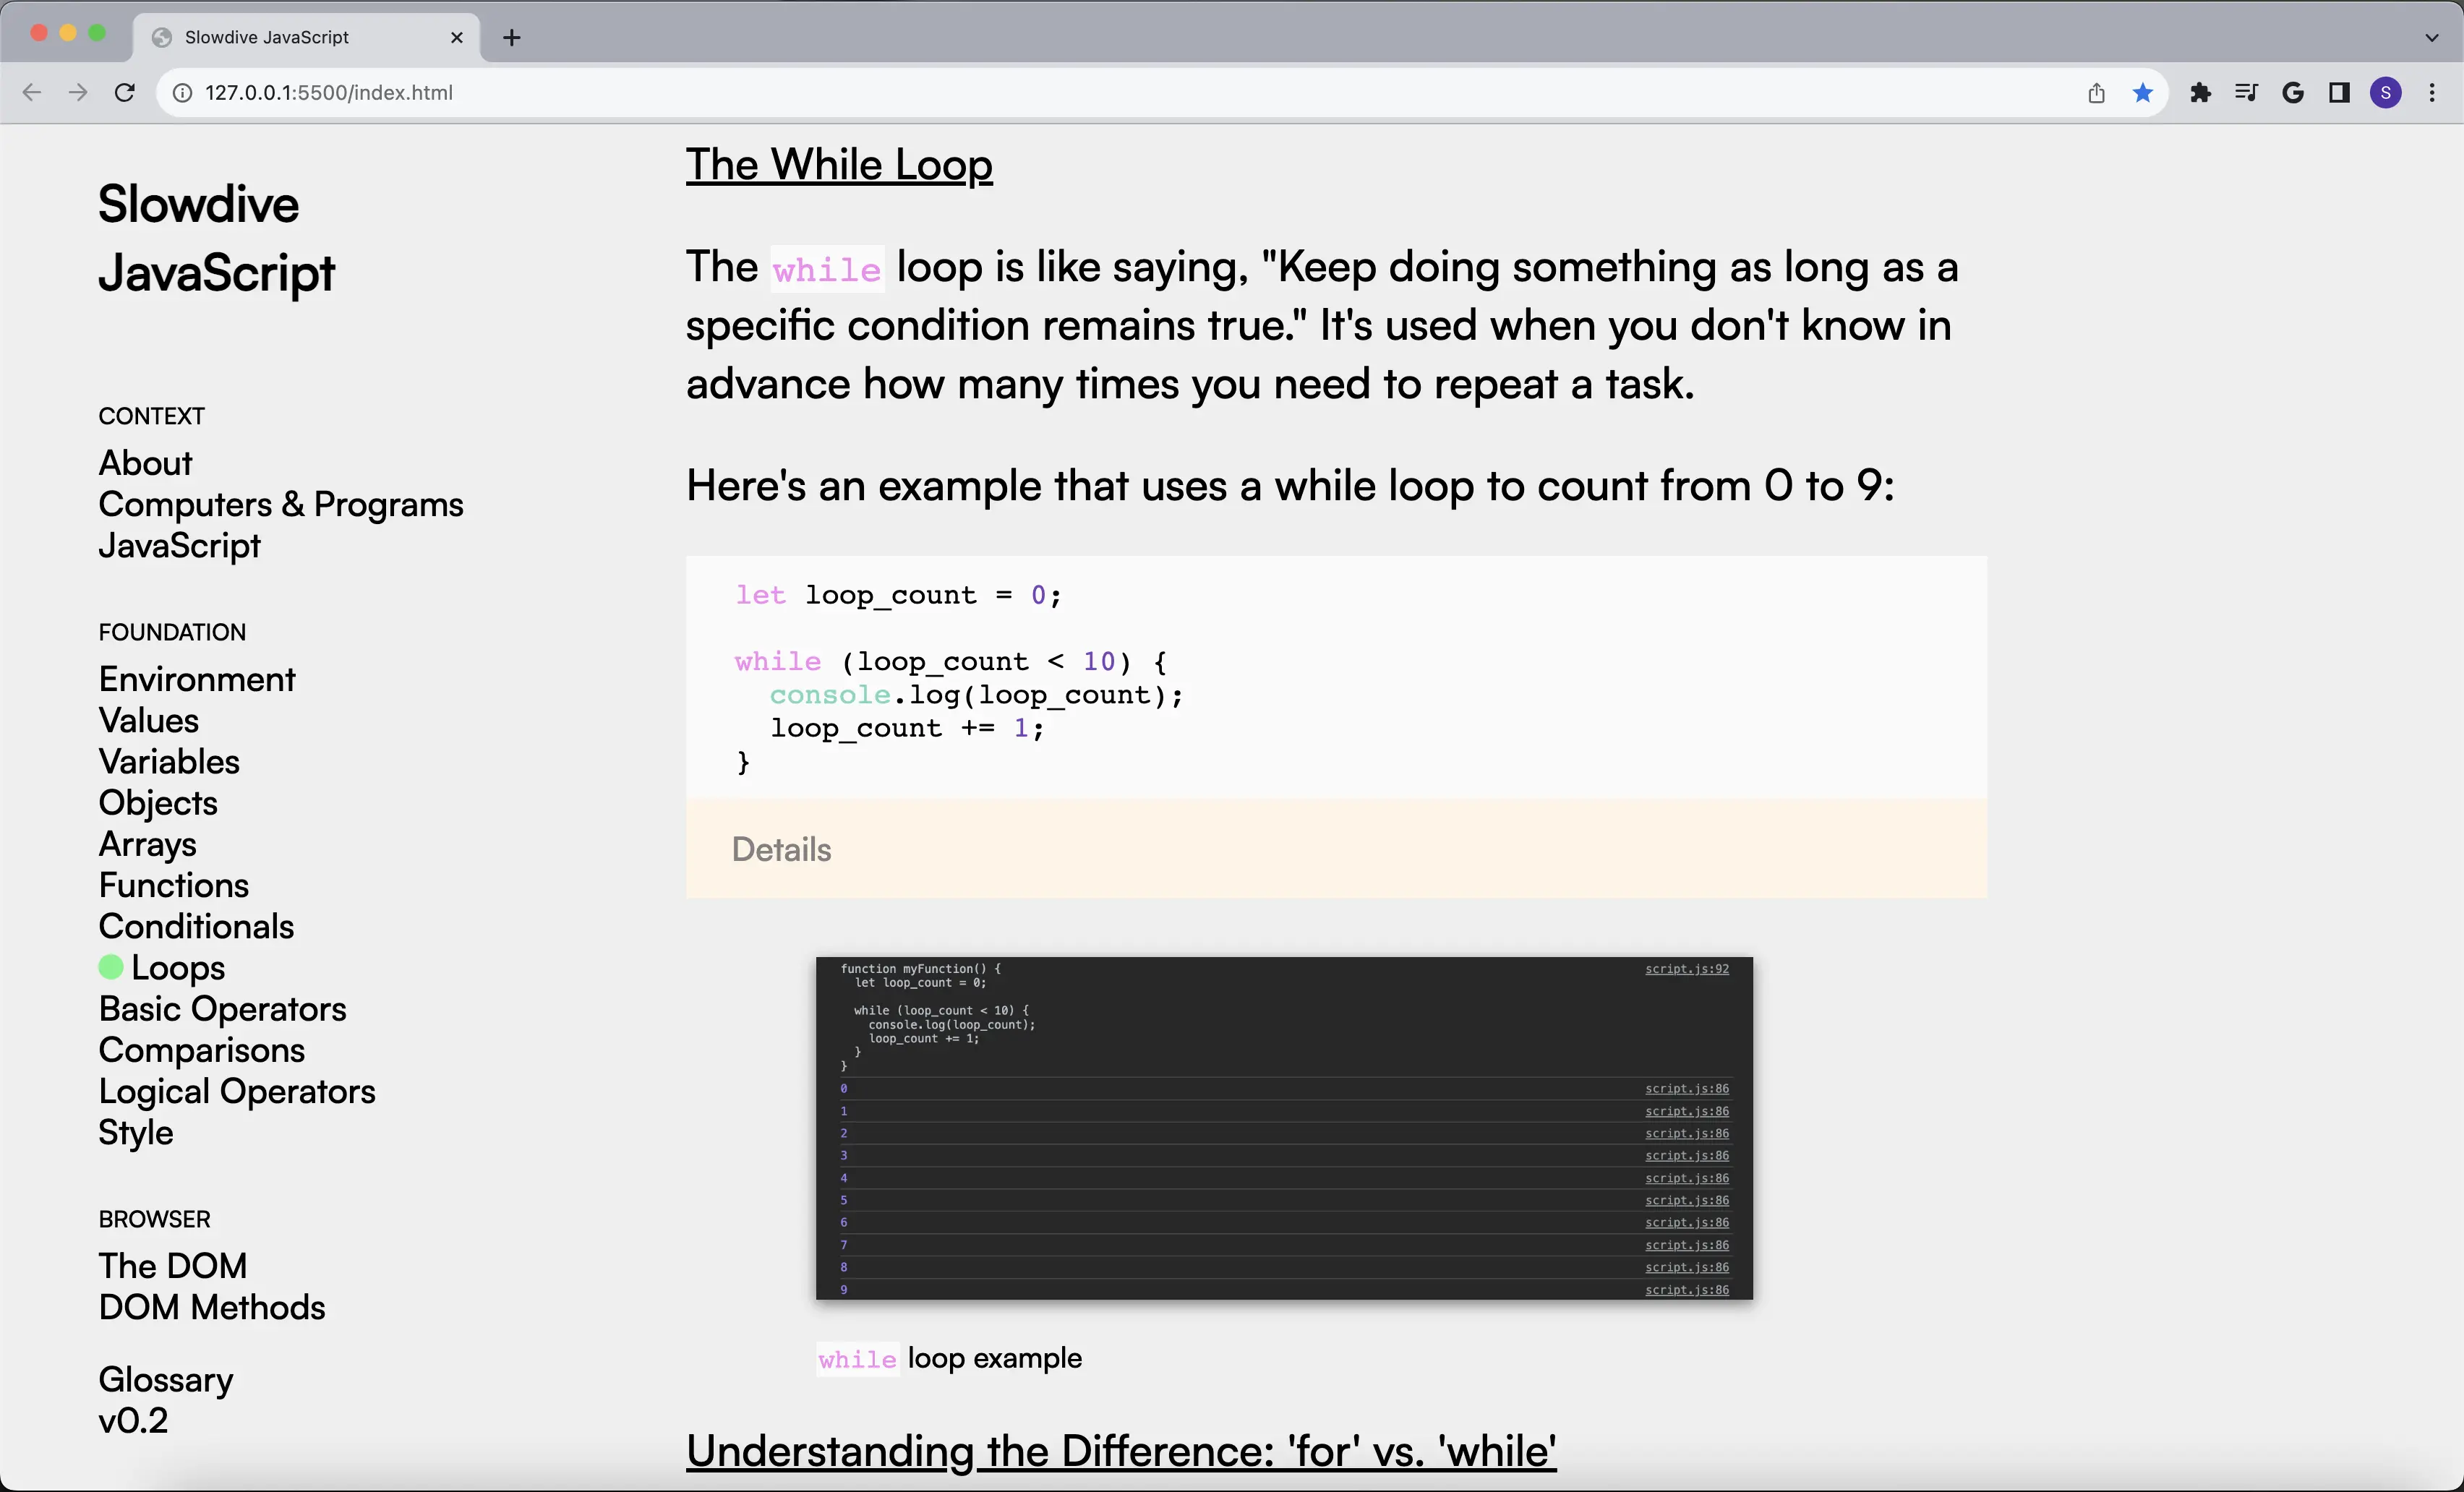 Slowdive JavaScript
127.0.0.1:5500/index.html
S
Slowdive
JavaScript
CONTEXT
About
Computers & Programs
JavaScript
FOUNDATION
Environment
Values
Variables
Objects
Arrays
Functions
Conditionals
Loops
Basic Operators
Comparisons
Logical Operators
Style
BROWSER
The DOM
DOM Methods
Glossary
v0.2
The While Loop
The while loop is like saying, "Keep doing something as long as a
specific condition remains true." It's used when you don't know in
advance how many times you need to repeat a task.
Here's an example that uses a while loop to count from 0 to 9:
let loop_count = 0;
while (loop_count < 10) {
  console.log(loop_count);
  loop_count += 1;
}
Details
function myFunction() { script.js:92
  let loop_count = 0;
  while (loop_count < 10) {
    console.log(loop_count);
    loop_count += 1;
  }
}
0 script.js:86
1 script.js:86
2 script.js:86
3 script.js:86
4 script.js:86
5 script.js:86
6 script.js:86
7 script.js:86
8 script.js:86
9 script.js:86
while loop example
Understanding the Difference: 'for' vs. 'while'